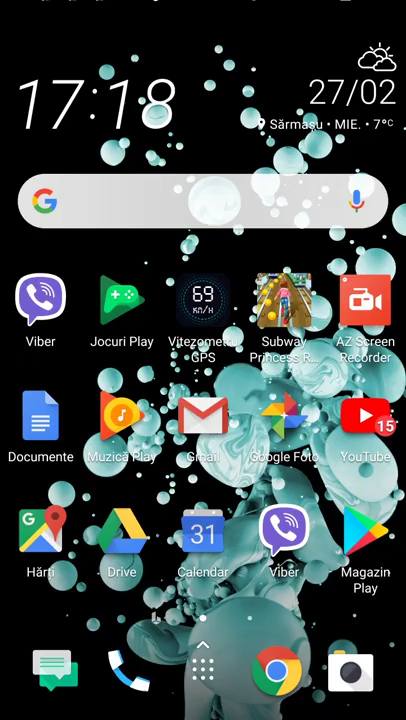 17:18
27/02
Sărmașu • MIE. • 7°C
G
Viber
Jocuri Play
69
KM/H
Vitezometru
GPS
Subway
Princess R...
AZ Screen
Recorder
Documente
Muzică Play
Gmail
Google Foto
15
YouTube
G
Hărți
Drive
31
Calendar
Viber
Magazin
Play